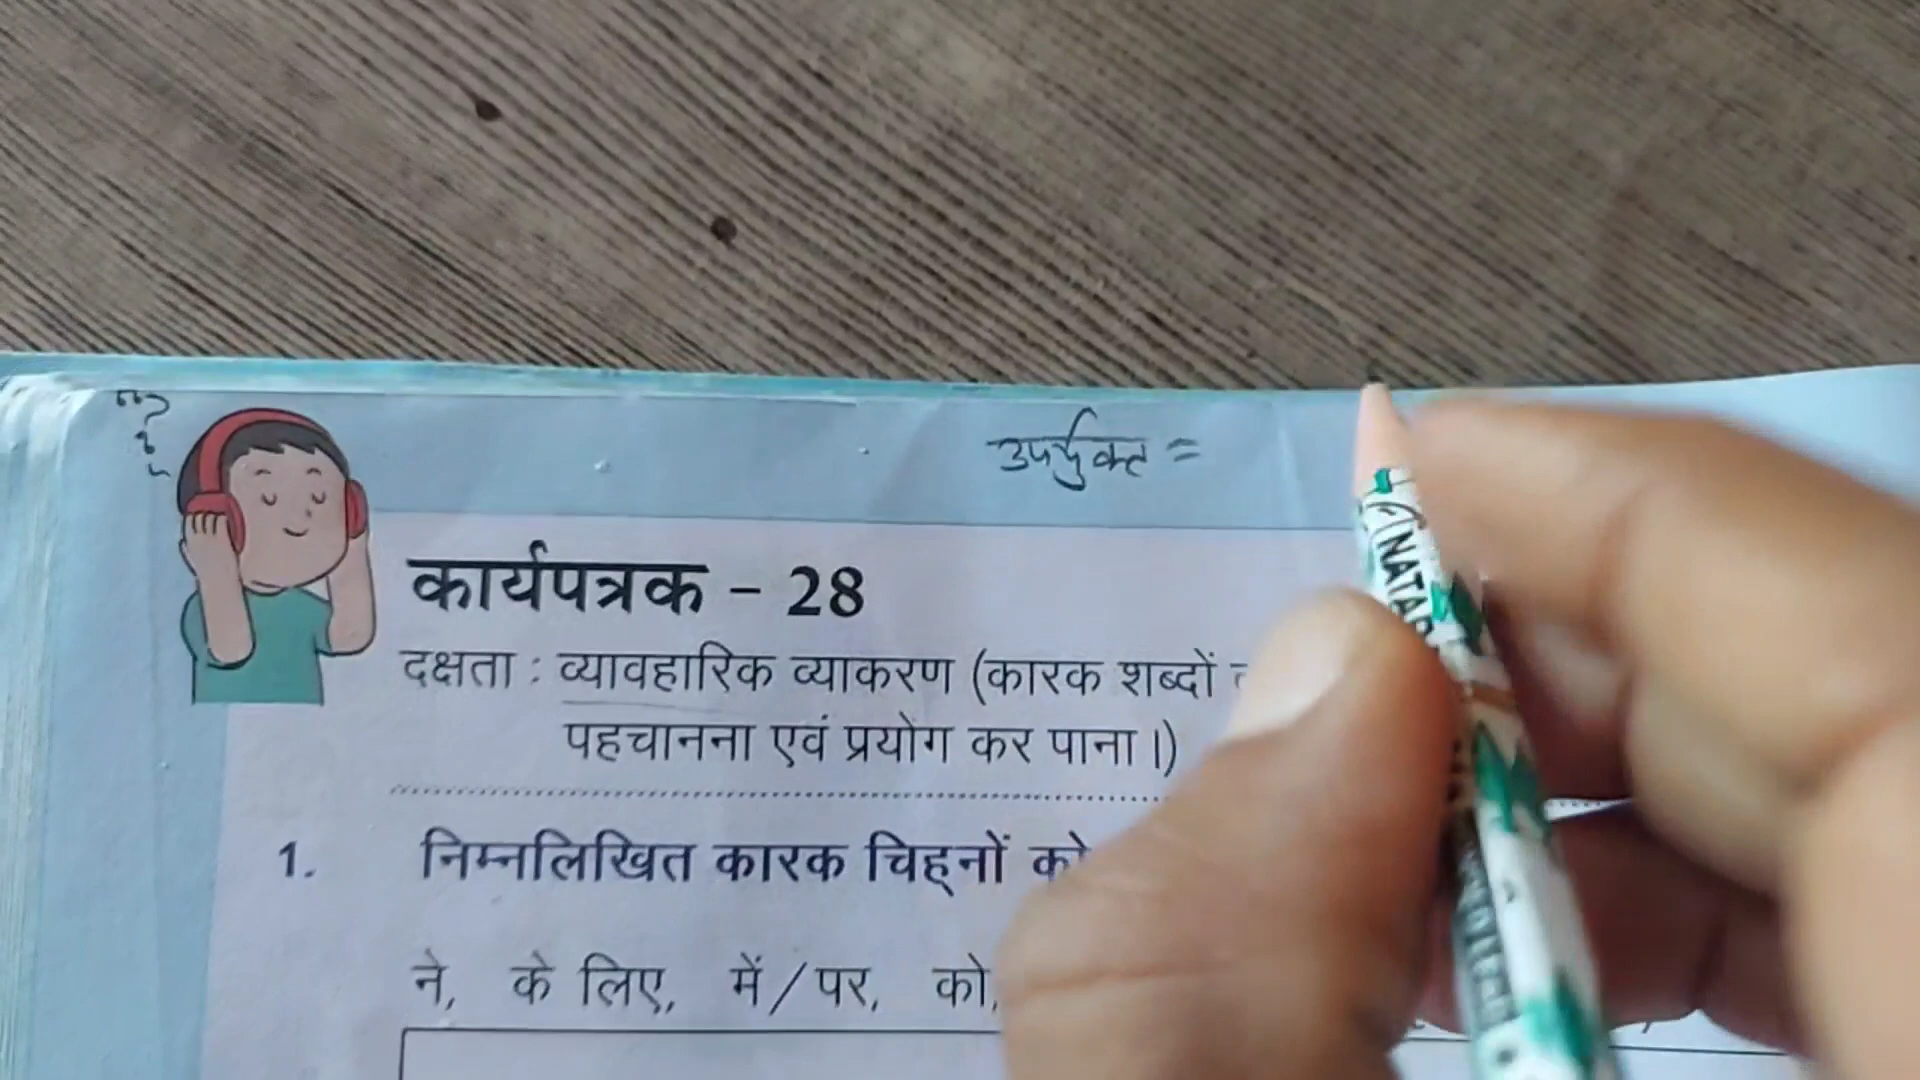 उपर्युक्त =
कार्यपत्रक – 28
दक्षता : व्यावहारिक व्याकरण (कारक शब्दों
पहचानना एवं प्रयोग कर पाना।)
1. निम्नलिखित कारक चिह्नों को
ने, के लिए, में/पर, को,
NATAR